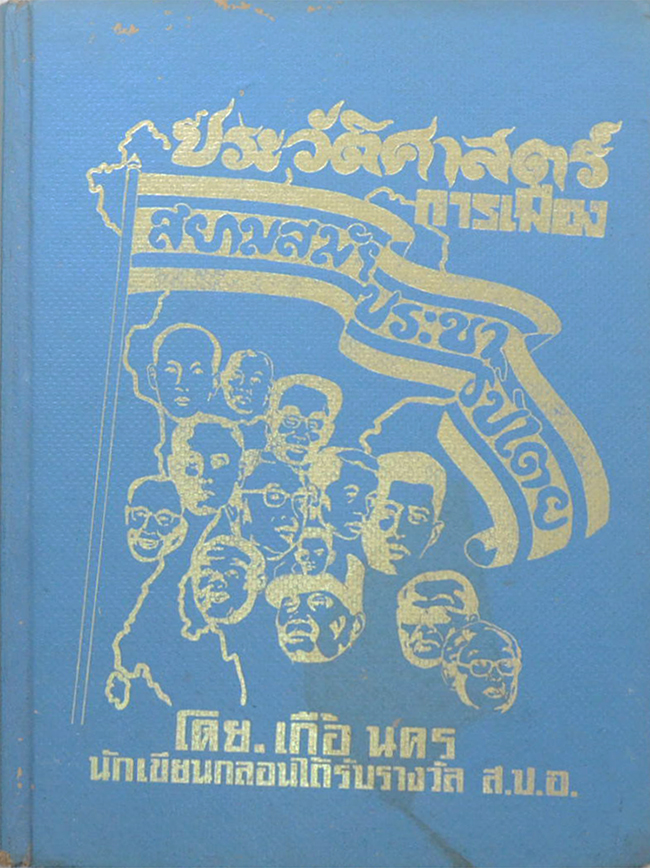 ประวัติศาสตร์
การเมือง
สยามสมัย
ประชา
ธิปไตย
โดย.เกื้อ นคร
นักเขียนกลอนได้รับรางวัล ส.ป.อ.